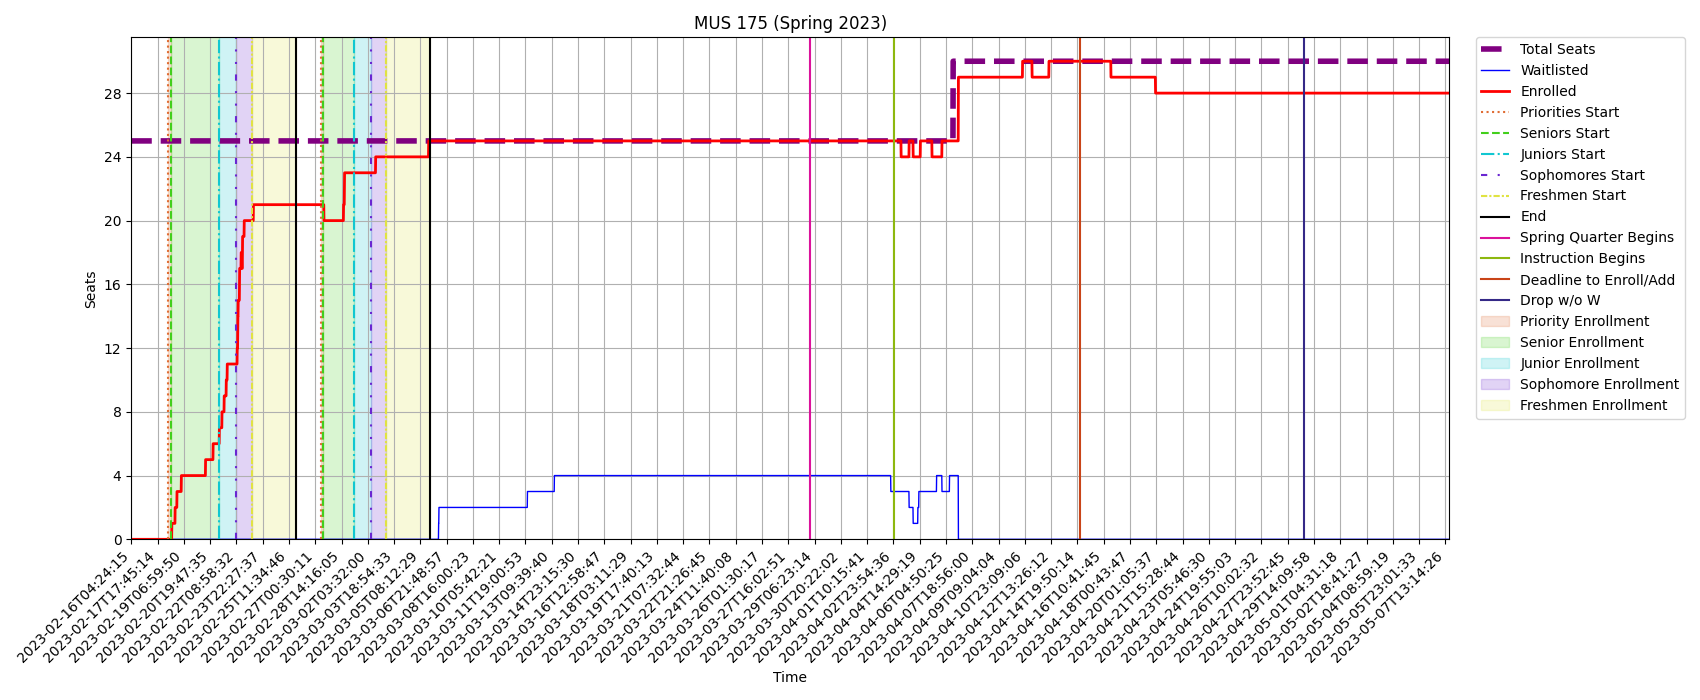 MUS 175 (Spring 2023)
Seats
28
24
20
16
12
8
4
0
2023-02-16T04:24:15
2023-02-17T17:45:14
2023-02-19T06:59:50
2023-02-20T19:47:35
2023-02-22T08:58:32
2023-02-23T22:27:37
2023-02-25T11:34:46
2023-02-27T00:30:11
2023-02-28T14:16:05
2023-03-02T03:32:00
2023-03-03T18:54:33
2023-03-05T08:12:29
2023-03-06T21:48:57
2023-03-08T16:00:23
2023-03-10T05:42:21
2023-03-11T19:00:53
2023-03-13T09:39:40
2023-03-14T23:15:30
2023-03-16T12:58:47
2023-03-18T03:11:29
2023-03-19T17:40:13
2023-03-21T07:32:44
2023-03-22T21:26:45
2023-03-24T11:40:08
2023-03-26T01:30:17
2023-03-27T16:02:51
2023-03-29T06:23:14
2023-03-30T20:22:02
2023-04-01T10:15:41
2023-04-02T23:54:36
2023-04-04T14:29:19
2023-04-06T04:50:25
2023-04-07T18:56:00
2023-04-09T09:04:04
2023-04-10T23:09:06
2023-04-12T13:26:12
2023-04-14T19:50:14
2023-04-16T10:41:45
2023-04-18T00:43:47
2023-04-20T01:05:37
2023-04-21T15:28:44
2023-04-23T05:46:30
2023-04-24T19:55:03
2023-04-26T10:02:32
2023-04-27T23:52:45
2023-04-29T14:09:58
2023-05-01T04:31:18
2023-05-02T18:41:27
2023-05-04T08:59:19
2023-05-05T23:01:33
2023-05-07T13:14:26
Time
Total Seats
Waitlisted
Enrolled
Priorities Start
Seniors Start
Juniors Start
Sophomores Start
Freshmen Start
End
Spring Quarter Begins
Instruction Begins
Deadline to Enroll/Add
Drop w/o W
Priority Enrollment
Senior Enrollment
Junior Enrollment
Sophomore Enrollment
Freshmen Enrollment